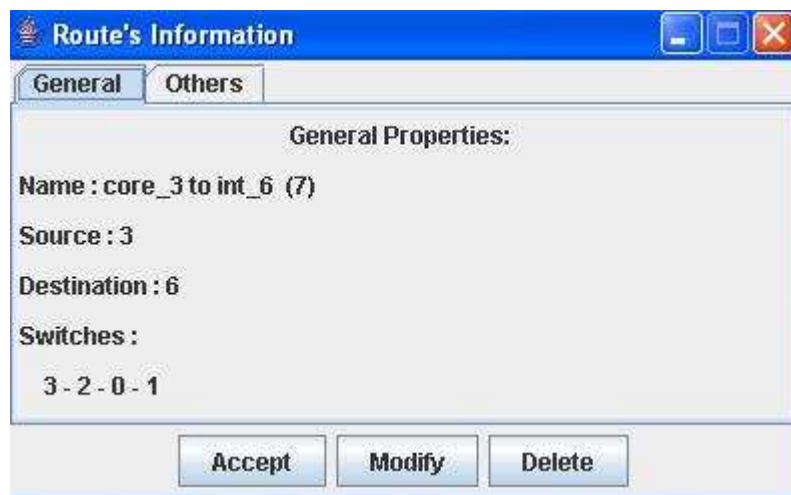 Route's Information
General Others
General Properties:
Name : core_3 to int_6 (7)
Source : 3
Destination : 6
Switches :
3 - 2 - 0 - 1
Accept Modify Delete